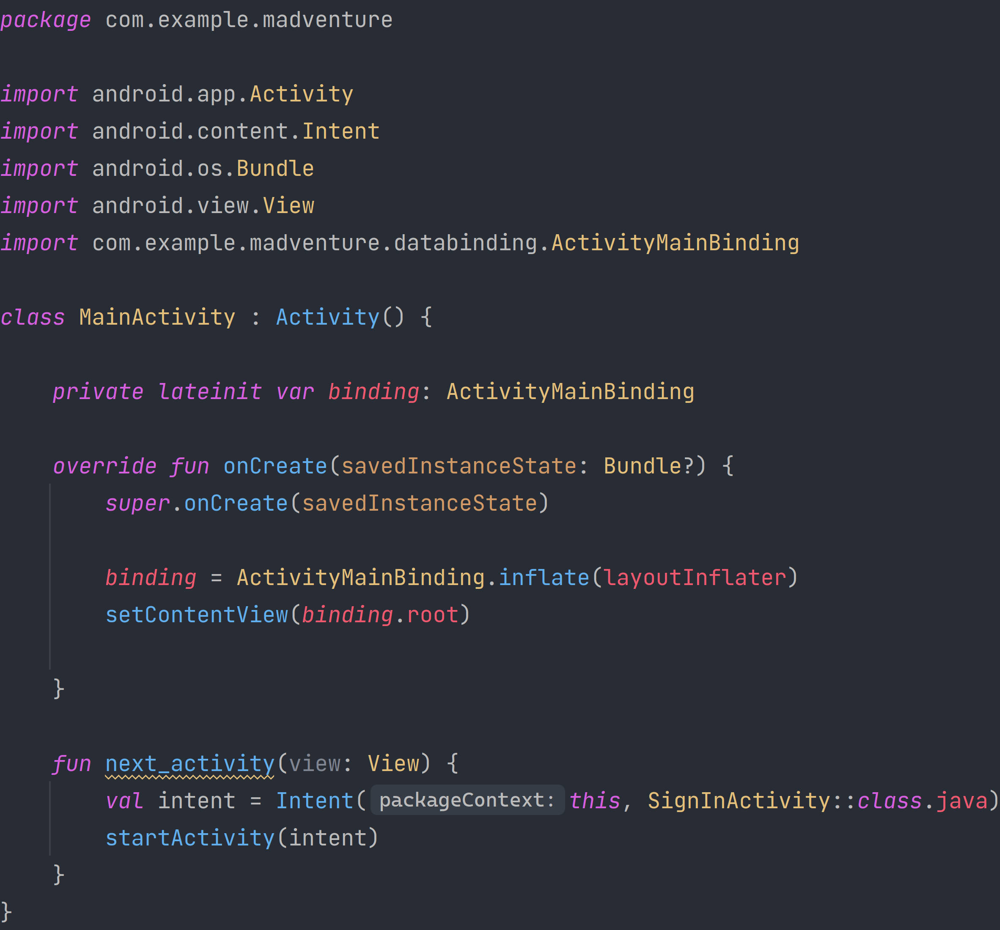 package com.example.madventure
import android.app.Activity
import android.content.Intent
import android.os.Bundle
import android.view.View
import com.example.madventure.databinding.ActivityMainBinding
class MainActivity : Activity() {
    private lateinit var binding: ActivityMainBinding
    override fun onCreate(savedInstanceState: Bundle?) {
        super.onCreate(savedInstanceState)
        binding = ActivityMainBinding.inflate(layoutInflater)
        setContentView(binding.root)
    }
    fun next_activity(view: View) {
        val intent = Intent( packageContext: this, SignInActivity::class.java)
        startActivity(intent)
    }
}